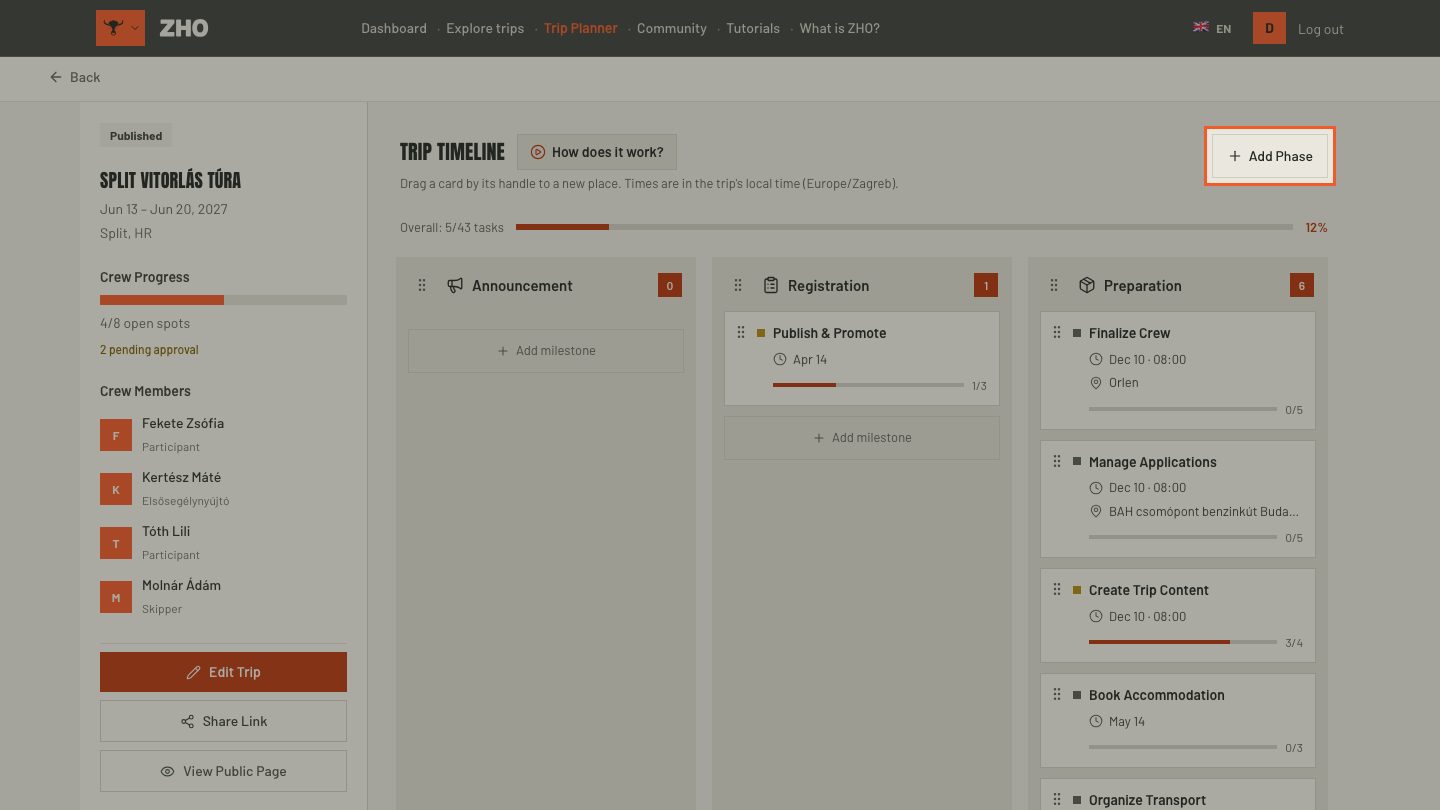 ZHO
Dashboard · Explore trips · Trip Planner · Community · Tutorials · What is ZHO?
EN
D
Log out
Back
Published
SPLIT VITORLÁS TÚRA
Jun 13 – Jun 20, 2027
Split, HR
Crew Progress
4/8 open spots
2 pending approval
Crew Members
F
Fekete Zsófia
Participant
K
Kertész Máté
Elsősegélynyújtó
T
Tóth Lili
Participant
M
Molnár Ádám
Skipper
Edit Trip
Share Link
View Public Page
TRIP TIMELINE
How does it work?
Add Phase
Drag a card by its handle to a new place. Times are in the trip's local time (Europe/Zagreb).
Overall: 5/43 tasks
12%
Announcement
0
Add milestone
Registration
1
Publish & Promote
Apr 14
1/3
Add milestone
Preparation
6
Finalize Crew
Dec 10 · 08:00
Orlen
0/5
Manage Applications
Dec 10 · 08:00
BAH csomópont benzinkút Buda...
0/5
Create Trip Content
Dec 10 · 08:00
3/4
Book Accommodation
May 14
0/3
Organize Transport